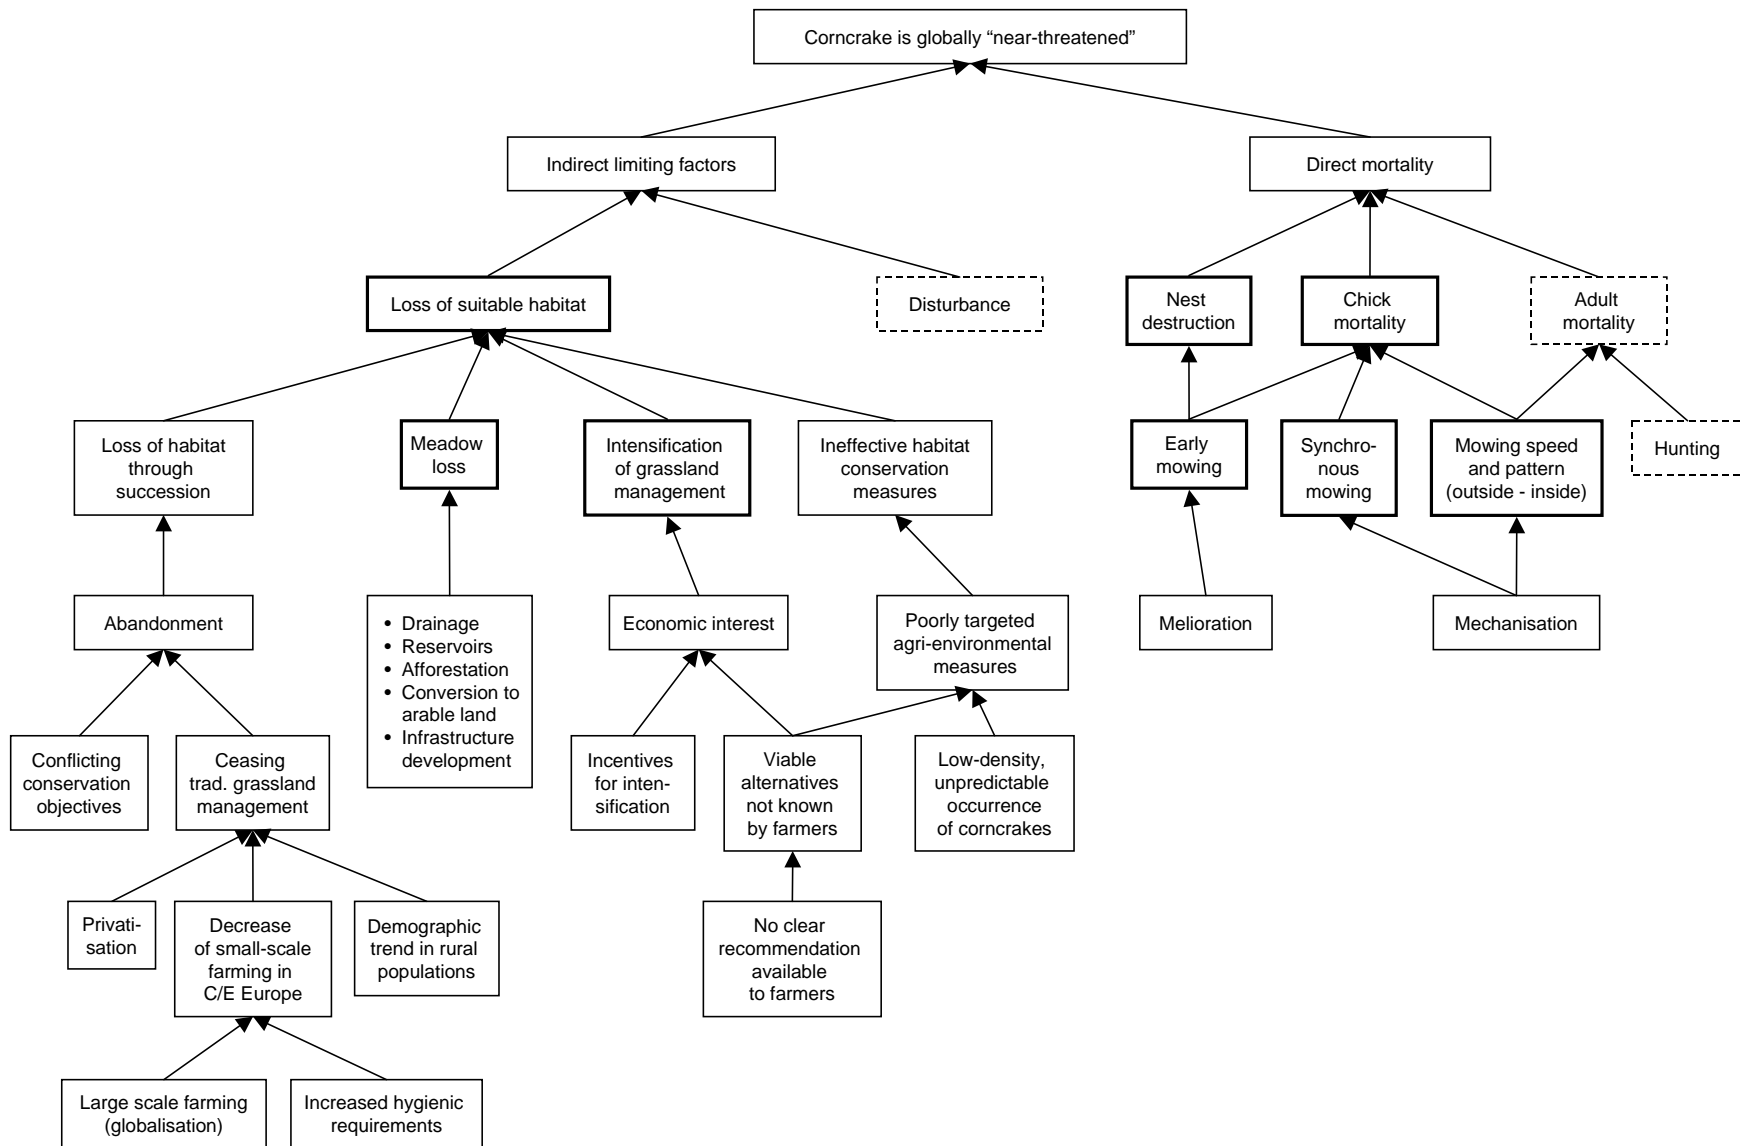 Corncrake is globally “near-threatened”
Indirect limiting factors
Direct mortality
Loss of suitable habitat
Disturbance
Nest
destruction
Chick
mortality
Adult
mortality
Loss of habitat
through
succession
Meadow
loss
Intensification
of grassland
management
Ineffective habitat
conservation
measures
Early
mowing
Synchro-
nous
mowing
Mowing speed
and pattern
(outside - inside)
Hunting
Abandonment
• Drainage
• Reservoirs
• Afforestation
• Conversion to
arable land
• Infrastructure
development
Economic interest
Poorly targeted
agri-environmental
measures
Melioration
Mechanisation
Conflicting
conservation
objectives
Ceasing
trad. grassland
management
Incentives
for inten-
sification
Viable
alternatives
not known
by farmers
Low-density,
unpredictable
occurrence
of corncrakes
Privati-
sation
Decrease
of small-scale
farming in
C/E Europe
Demographic
trend in rural
populations
No clear
recommendation
available
to farmers
Large scale farming
(globalisation)
Increased hygienic
requirements